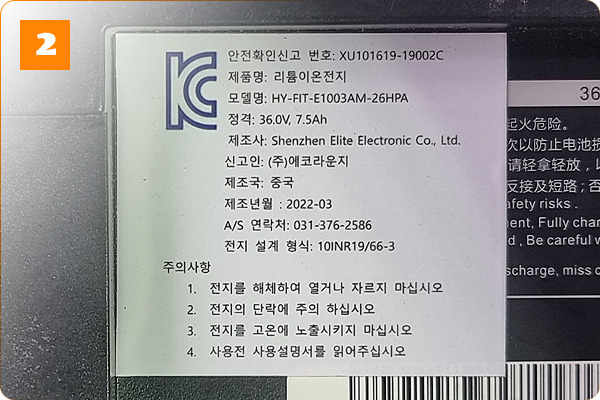 2
KC
안전확인신고 번호: XU101619-19002C
제품명: 리튬이온전지
모델명: HY-FIT-E1003AM-26HPA
정격: 36.0V, 7.5Ah
제조사: Shenzhen Elite Electronic Co., Ltd.
신고인: (주)에코라운지
제조국: 중국
제조년월 : 2022-03
A/S 연락처: 031-376-2586
전지 설계 형식: 10INR19/66-3
주의사항
1. 전지를 해체하여 열거나 자르지 마십시오
2. 전지의 단락에 주의 하십시오
3. 전지를 고온에 노출시키지 마십시오
4. 사용전 사용설명서를 읽어주십시오
36
起火危险。
次以防止电池损
请轻拿轻放，
反接及短路；否
afety risks .
ent, Fully char
d , Be careful w
scharge, miss c